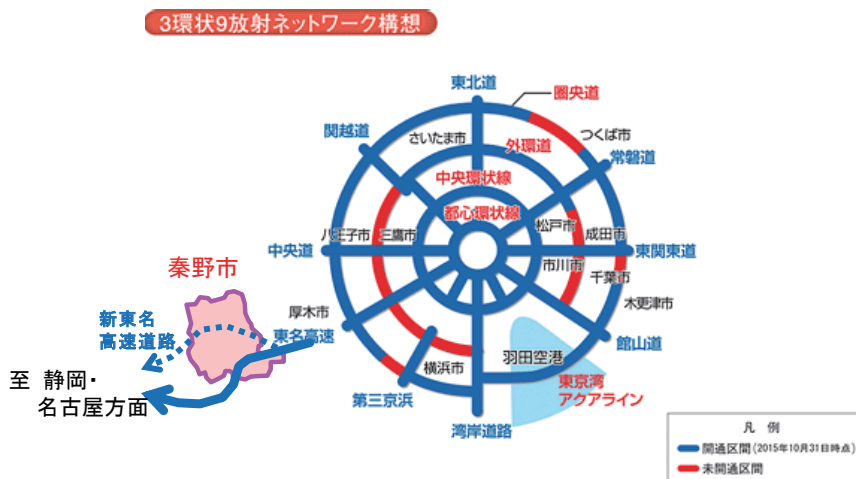 3環状9放射ネットワーク構想
東北道
圏央道
関越道
さいたま市
外環道
つくば市
常磐道
中央環状線
都心環状線
松戸市
成田市
八王子市
三鷹市
中央道
東関東道
市川市
千葉市
秦野市
木更津市
厚木市
新東名
高速道路
東名高速
館山道
羽田空港
横浜市
至 静岡・
名古屋方面
東京湾
アクアライン
第三京浜
湾岸道路
凡 例
開通区間(2015年10月31日時点)
未開通区間